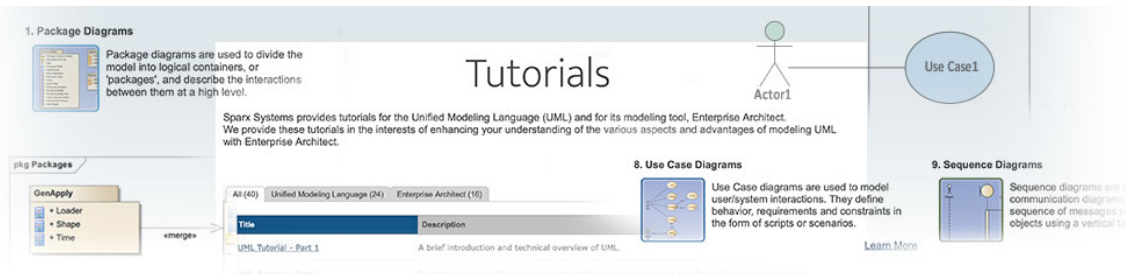 1. Package Diagrams
Package diagrams are used to divide the
model into logical containers, or
'packages', and describe the interactions
between them at a high level.
Tutorials
Actor1
Use Case1
Sparx Systems provides tutorials for the Unified Modeling Language (UML) and for its modeling tool, Enterprise Architect.
We provide these tutorials in the interests of enhancing your understanding of the various aspects and advantages of modeling UML
with Enterprise Architect.
pkg Packages
GenApply
+ Loader
+ Shape
+ Time
«merge»
All (40)
Unified Modeling Language (24)
Enterprise Architect (16)
Title
Description
UML Tutorial - Part 1
A brief introduction and technical overview of UML.
8. Use Case Diagrams
Use Case diagrams are used to model
user/system interactions. They define
behavior, requirements and constraints in
the form of scripts or scenarios.
Learn More
9. Sequence Diagrams
Sequence diagrams are
communication diagrams
sequence of messages
objects using a vertical